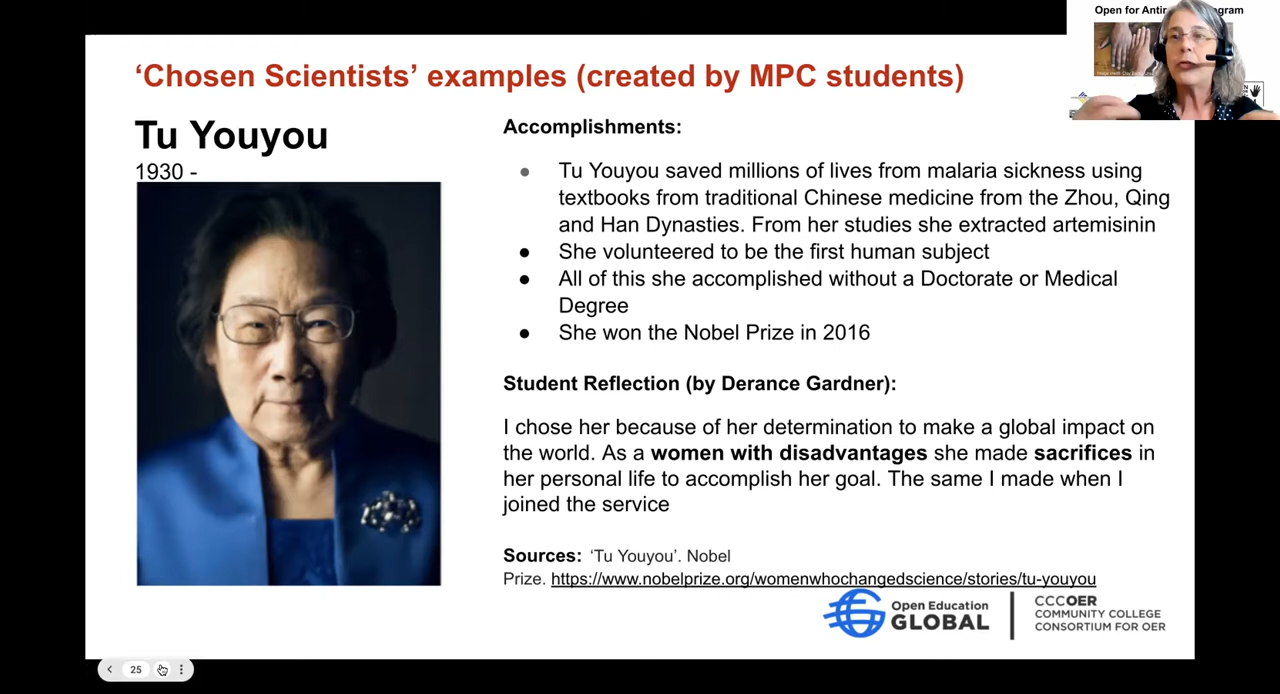 Open for Antir gram
‘Chosen Scientists’ examples (created by MPC students)
Tu Youyou
1930 -
Accomplishments:
● Tu Youyou saved millions of lives from malaria sickness using
textbooks from traditional Chinese medicine from the Zhou, Qing
and Han Dynasties. From her studies she extracted artemisinin
● She volunteered to be the first human subject
● All of this she accomplished without a Doctorate or Medical
Degree
● She won the Nobel Prize in 2016
Student Reflection (by Derance Gardner):
I chose her because of her determination to make a global impact on
the world. As a women with disadvantages she made sacrifices in
her personal life to accomplish her goal. The same I made when I
joined the service
Sources: ‘Tu Youyou’. Nobel
Prize. https://www.nobelprize.org/womenwhochangedscience/stories/tu-youyou
Open Education
GLOBAL
CCCOER
COMMUNITY COLLEGE
CONSORTIUM FOR OER
25